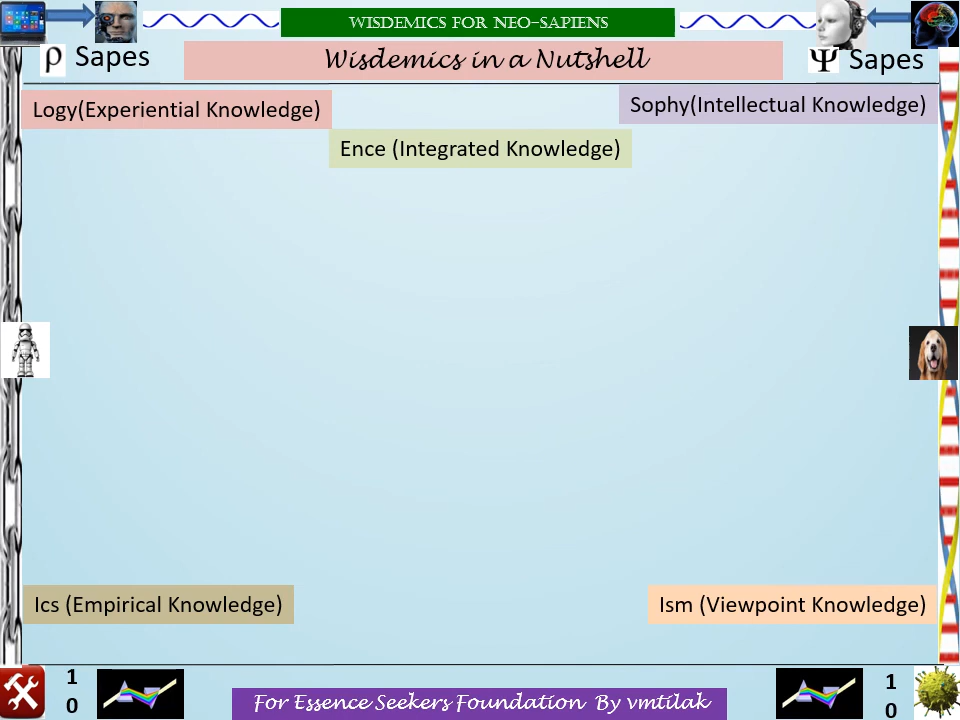 WISDEMICS FOR NEO-SAPIENS
ρ Sapes
Wisdemics in a Nutshell
Ψ Sapes
Logy(Experiential Knowledge)
Sophy(Intellectual Knowledge)
Ence (Integrated Knowledge)
Ics (Empirical Knowledge)
Ism (Viewpoint Knowledge)
1
0
For Essence Seekers Foundation By vmtilak
1
0